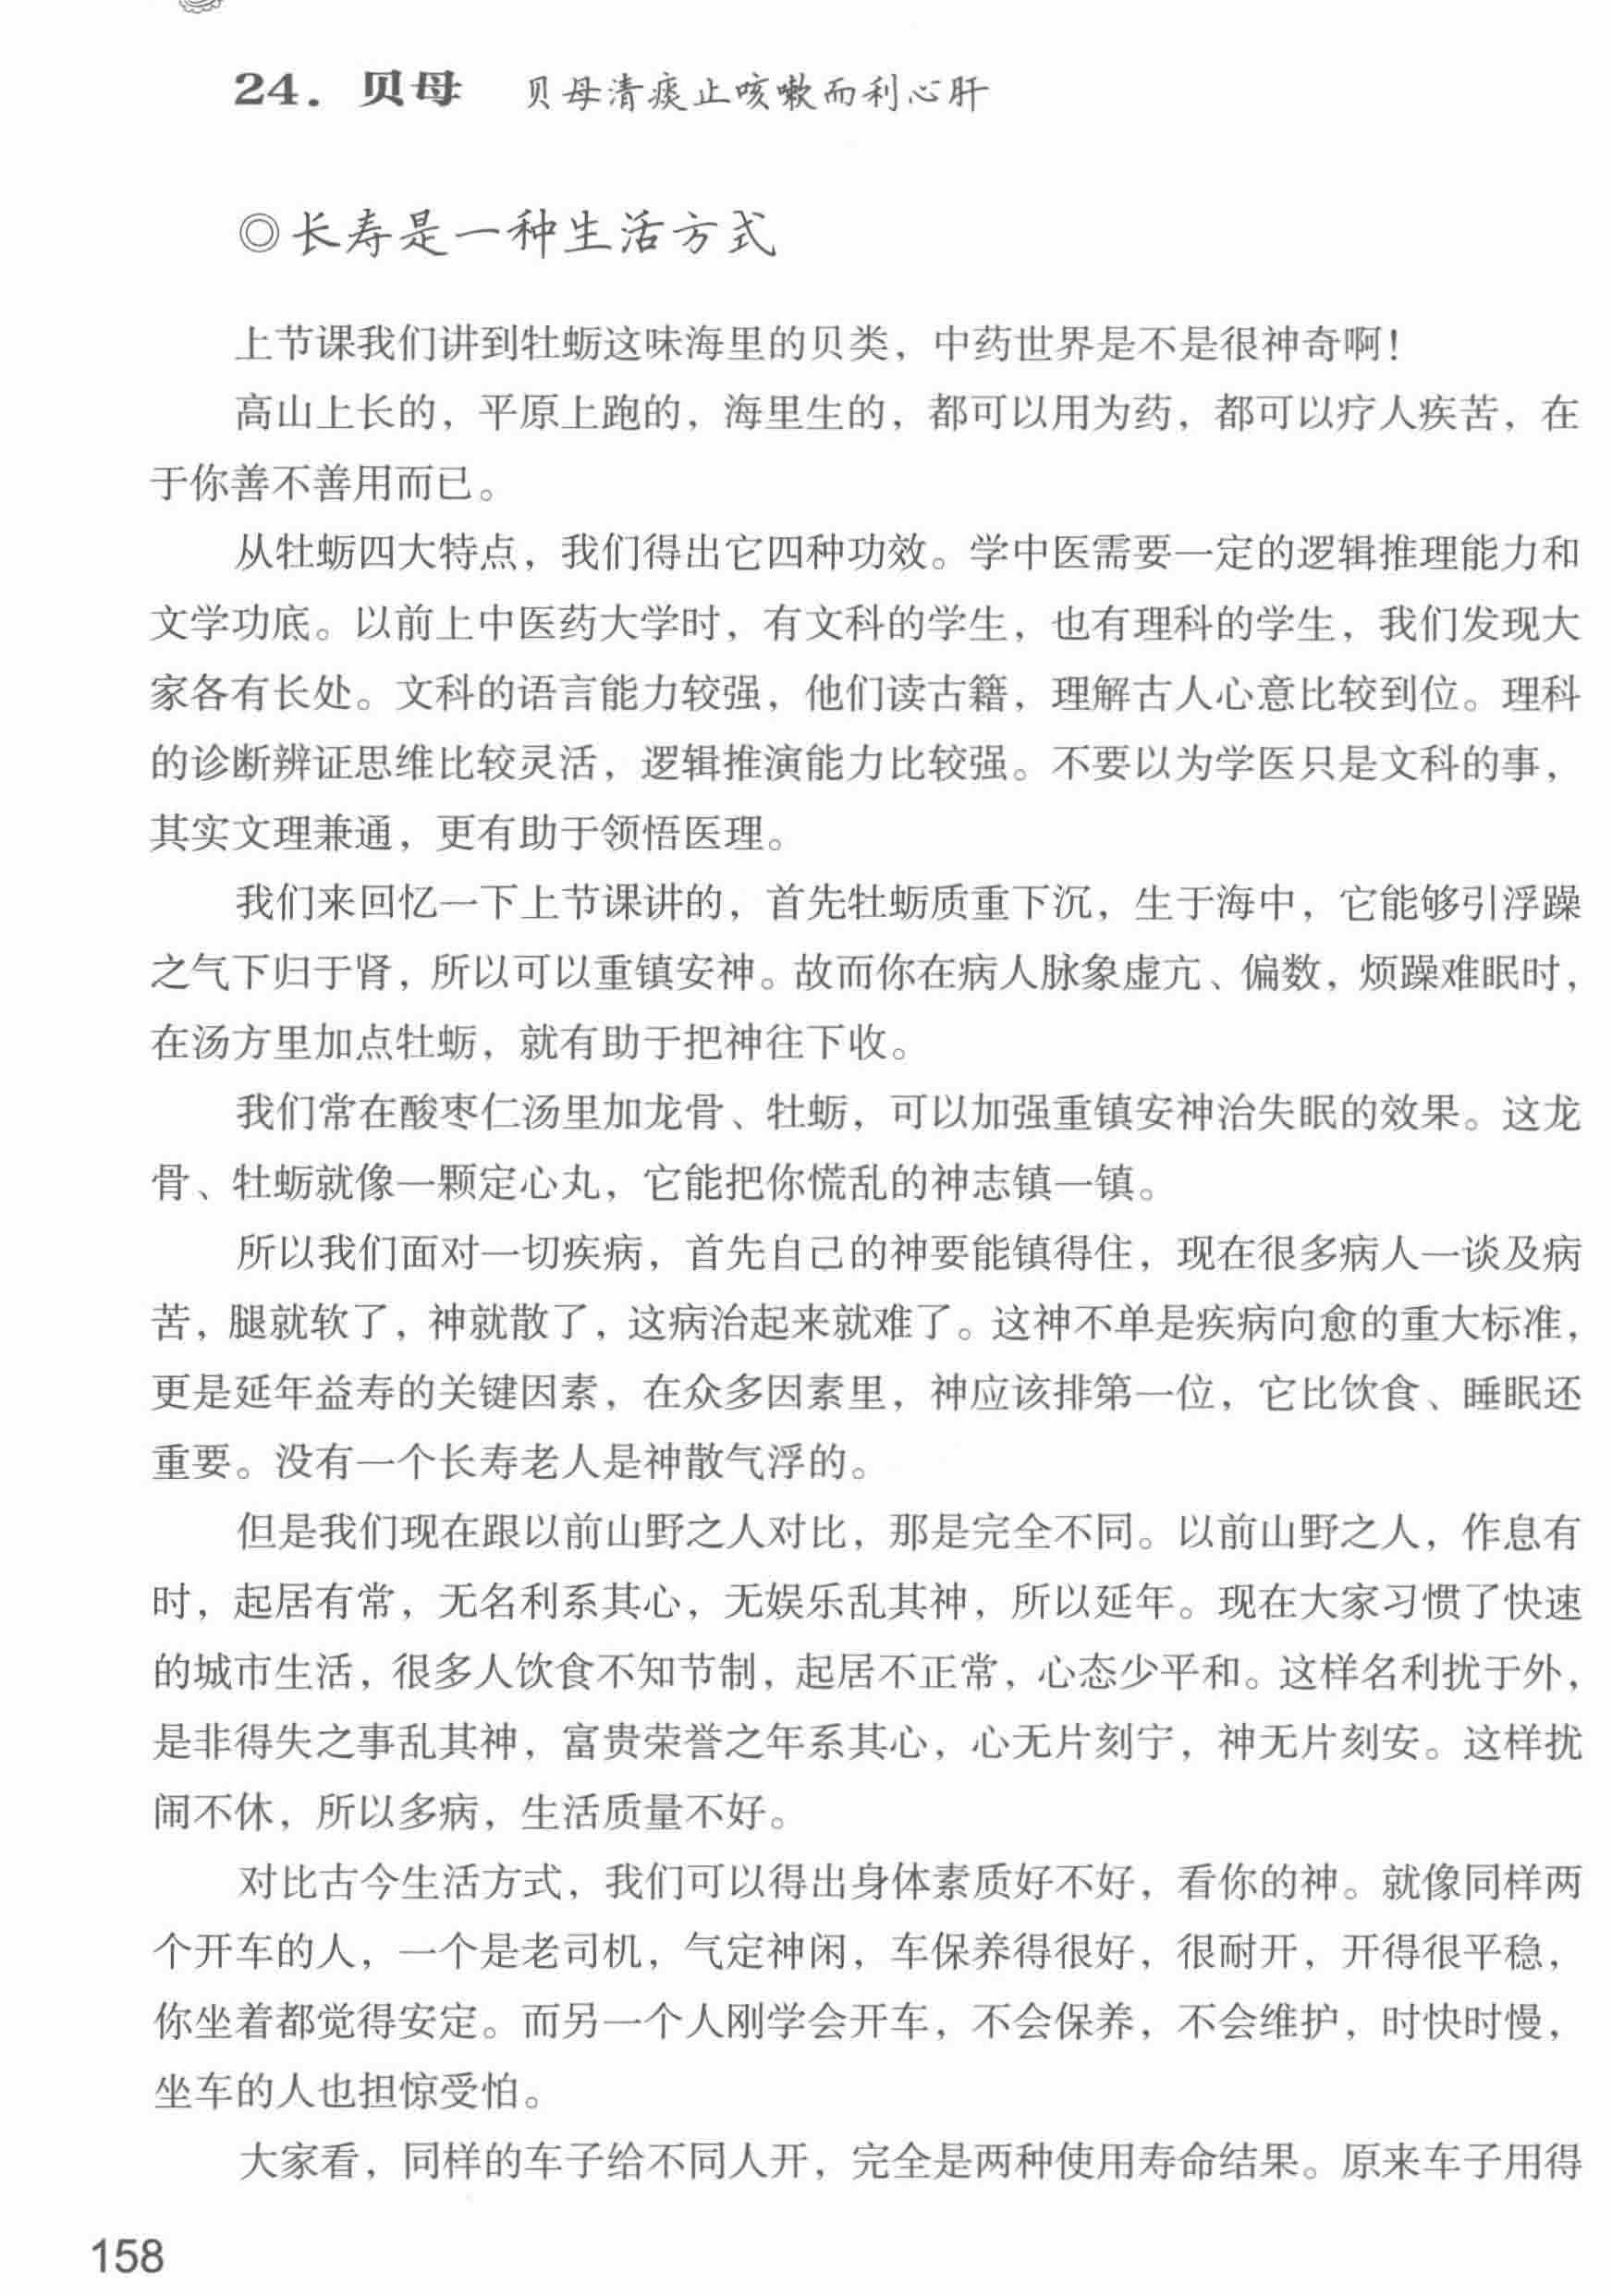 24. 贝母 贝母清痰止咳嗽而利心肝
◎长寿是一种生活方式
上节课我们讲到牡蛎这味海里的贝类，中药世界是不是很神奇啊！
高山上长的，平原上跑的，海里生的，都可以用为药，都可以疗人疾苦，在
于你善不善用而已。
从牡蛎四大特点，我们得出它四种功效。学中医需要一定的逻辑推理能力和
文学功底。以前上中医药大学时，有文科的学生，也有理科的学生，我们发现大
家各有长处。文科的语言能力较强，他们读古籍，理解古人心意比较到位。理科
的诊断辨证思维比较灵活，逻辑推演能力比较强。不要以为学医只是文科的事，
其实文理兼通，更有助于领悟医理。
我们来回忆一下上节课讲的，首先牡蛎质重下沉，生于海中，它能够引浮躁
之气下归于肾，所以可以重镇安神。故而你在病人脉象虚亢、偏数，烦躁难眠时，
在汤方里加点牡蛎，就有助于把神往下收。
我们常在酸枣仁汤里加龙骨、牡蛎，可以加强重镇安神治失眠的效果。这龙
骨、牡蛎就像一颗定心丸，它能把你慌乱的神志镇一镇。
所以我们面对一切疾病，首先自己的神要能镇得住，现在很多病人一谈及病
苦，腿就软了，神就散了，这病治起来就难了。这神不单是疾病向愈的重大标准，
更是延年益寿的关键因素，在众多因素里，神应该排第一位，它比饮食、睡眠还
重要。没有一个长寿老人是神散气浮的。
但是我们现在跟以前山野之人对比，那是完全不同。以前山野之人，作息有
时，起居有常，无名利系其心，无娱乐乱其神，所以延年。现在大家习惯了快速
的城市生活，很多人饮食不知节制，起居不正常，心态少平和。这样名利扰于外，
是非得失之事乱其神，富贵荣誉之年系其心，心无片刻宁，神无片刻安。这样扰
闹不休，所以多病，生活质量不好。
对比古今生活方式，我们可以得出身体素质好不好，看你的神。就像同样两
个开车的人，一个是老司机，气定神闲，车保养得很好，很耐开，开得很平稳，
你坐着都觉得安定。而另一个人刚学会开车，不会保养，不会维护，时快时慢，
坐车的人也担惊受怕。
大家看，同样的车子给不同人开，完全是两种使用寿命结果。原来车子用得
158